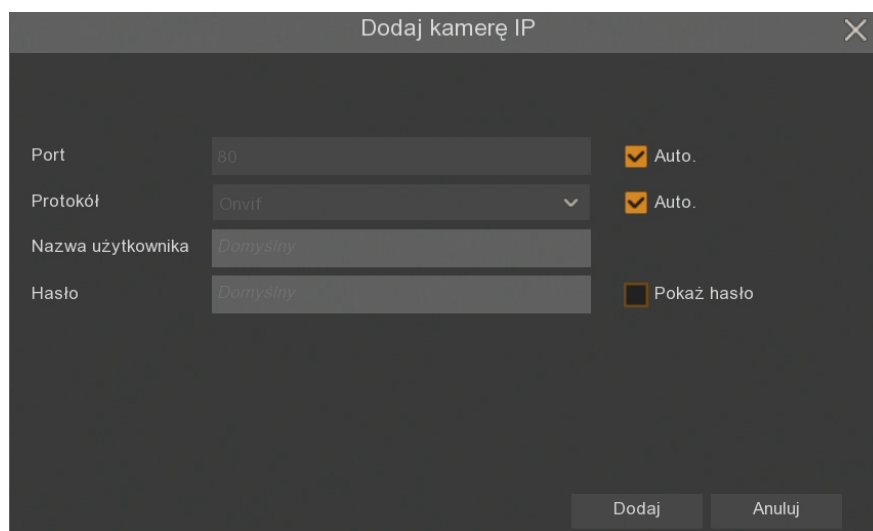 Dodaj kamerę IP
Port 80 Auto.
Protokół Onvif Auto.
Nazwa użytkownika Domyślny
Hasło Domyślny Pokaż hasło
Dodaj Anuluj